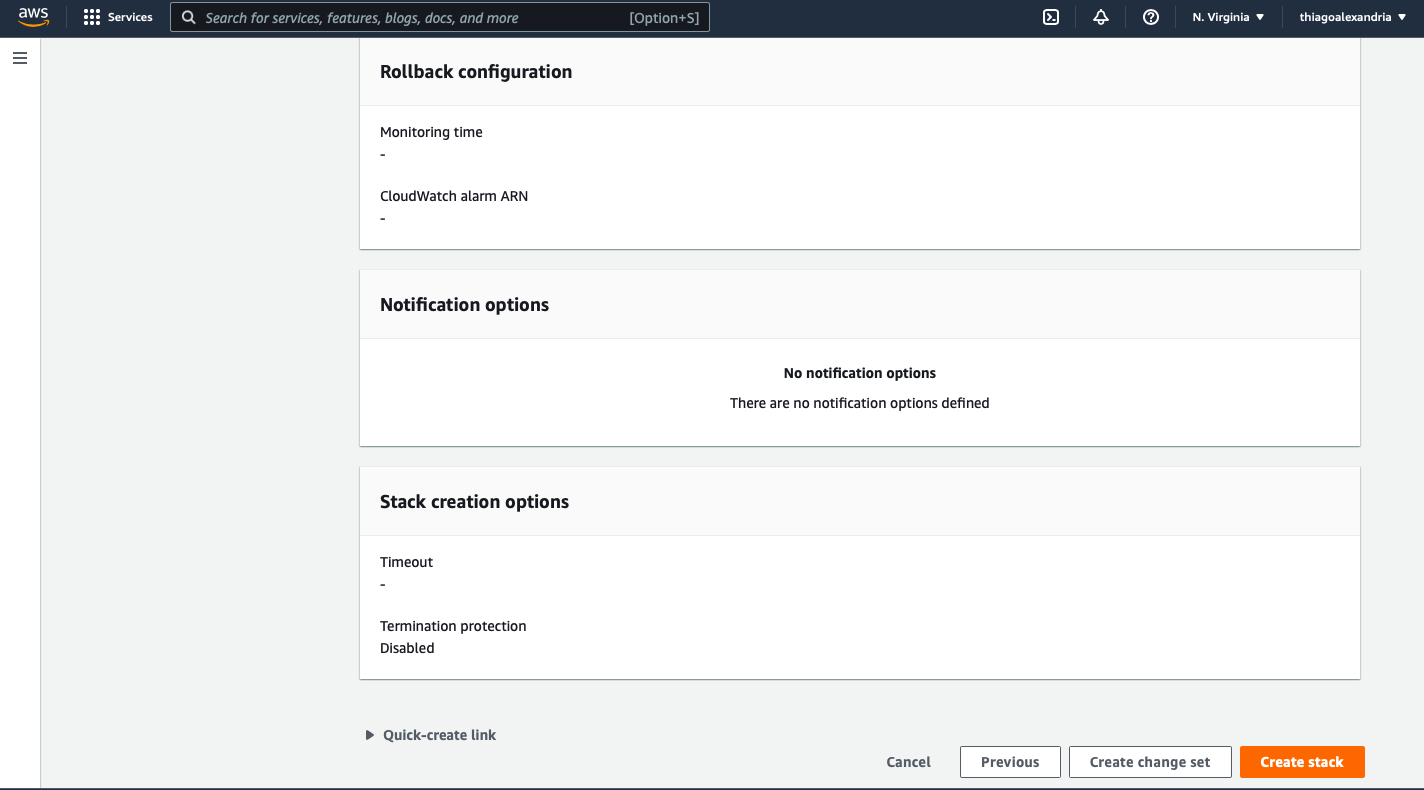 aws
Services
Search for services, features, blogs, docs, and more
[Option+S]
N. Virginia
thiagoalexandria
Rollback configuration
Monitoring time
-
CloudWatch alarm ARN
-
Notification options
No notification options
There are no notification options defined
Stack creation options
Timeout
-
Termination protection
Disabled
Quick-create link
Cancel
Previous
Create change set
Create stack